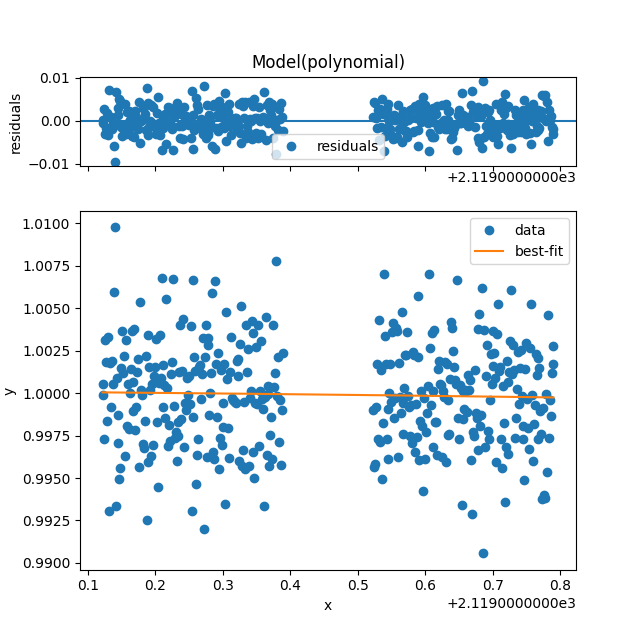 Model(polynomial)
0.01
0.00
−0.01
residuals
residuals
+2.1190000000e3
1.0100
1.0075
1.0050
1.0025
1.0000
0.9975
0.9950
0.9925
0.9900
y
data
best-fit
0.1 0.2 0.3 0.4 0.5 0.6 0.7 0.8
x
+2.1190000000e3